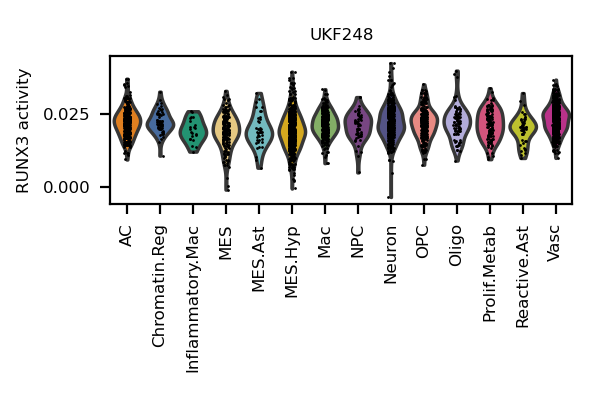 UKF248
RUNX3 activity
0.025
0.000
AC
Chromatin.Reg
Inflammatory.Mac
MES
MES.Ast
MES.Hyp
Mac
NPC
Neuron
OPC
Oligo
Prolif.Metab
Reactive.Ast
Vasc